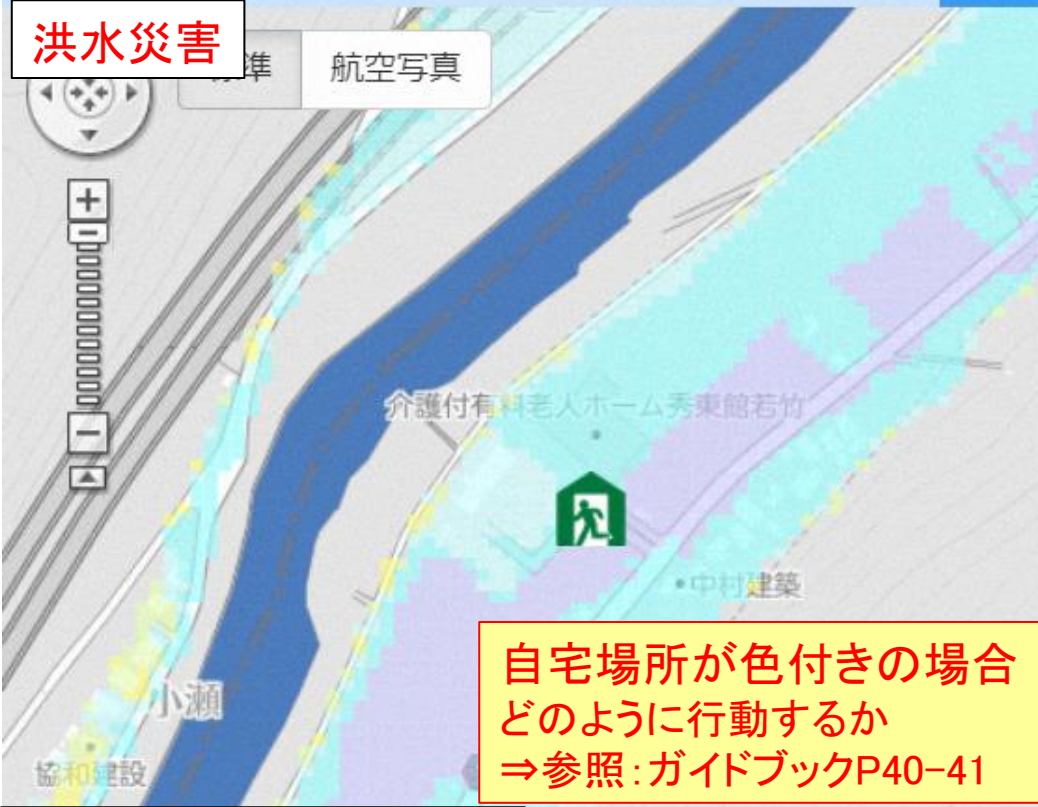 洪水災害
標準
航空写真
+
−
介護付有料老人ホーム秀東館若竹
•中村建築
小瀬
協和建設
自宅場所が色付きの場合
どのように行動するか
⇒参照:ガイドブックP40-41